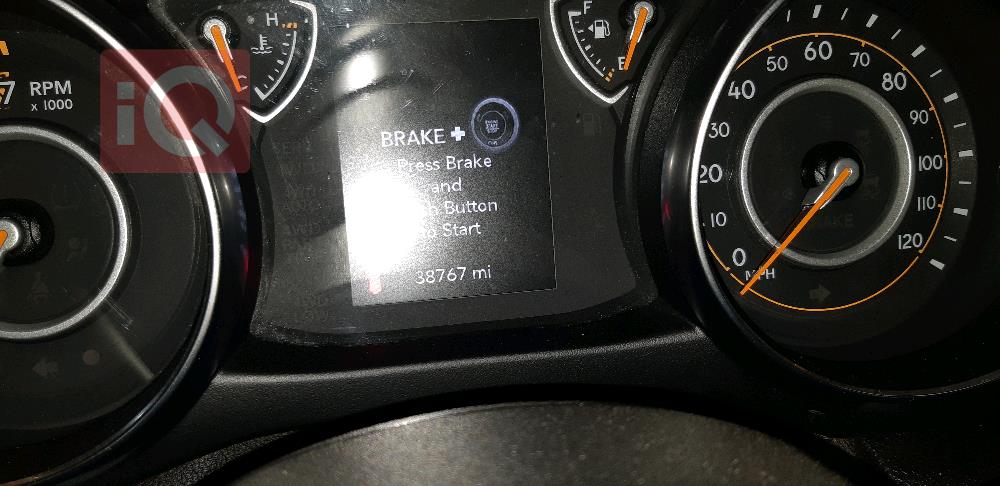 H
C
F
E
RPM
x 1000
iQ
BRAKE +
Press Brake
and
Button
to Start
38767 mi
0
10
20
30
40
50
60
70
80
90
100
110
120
MPH
BRAKE